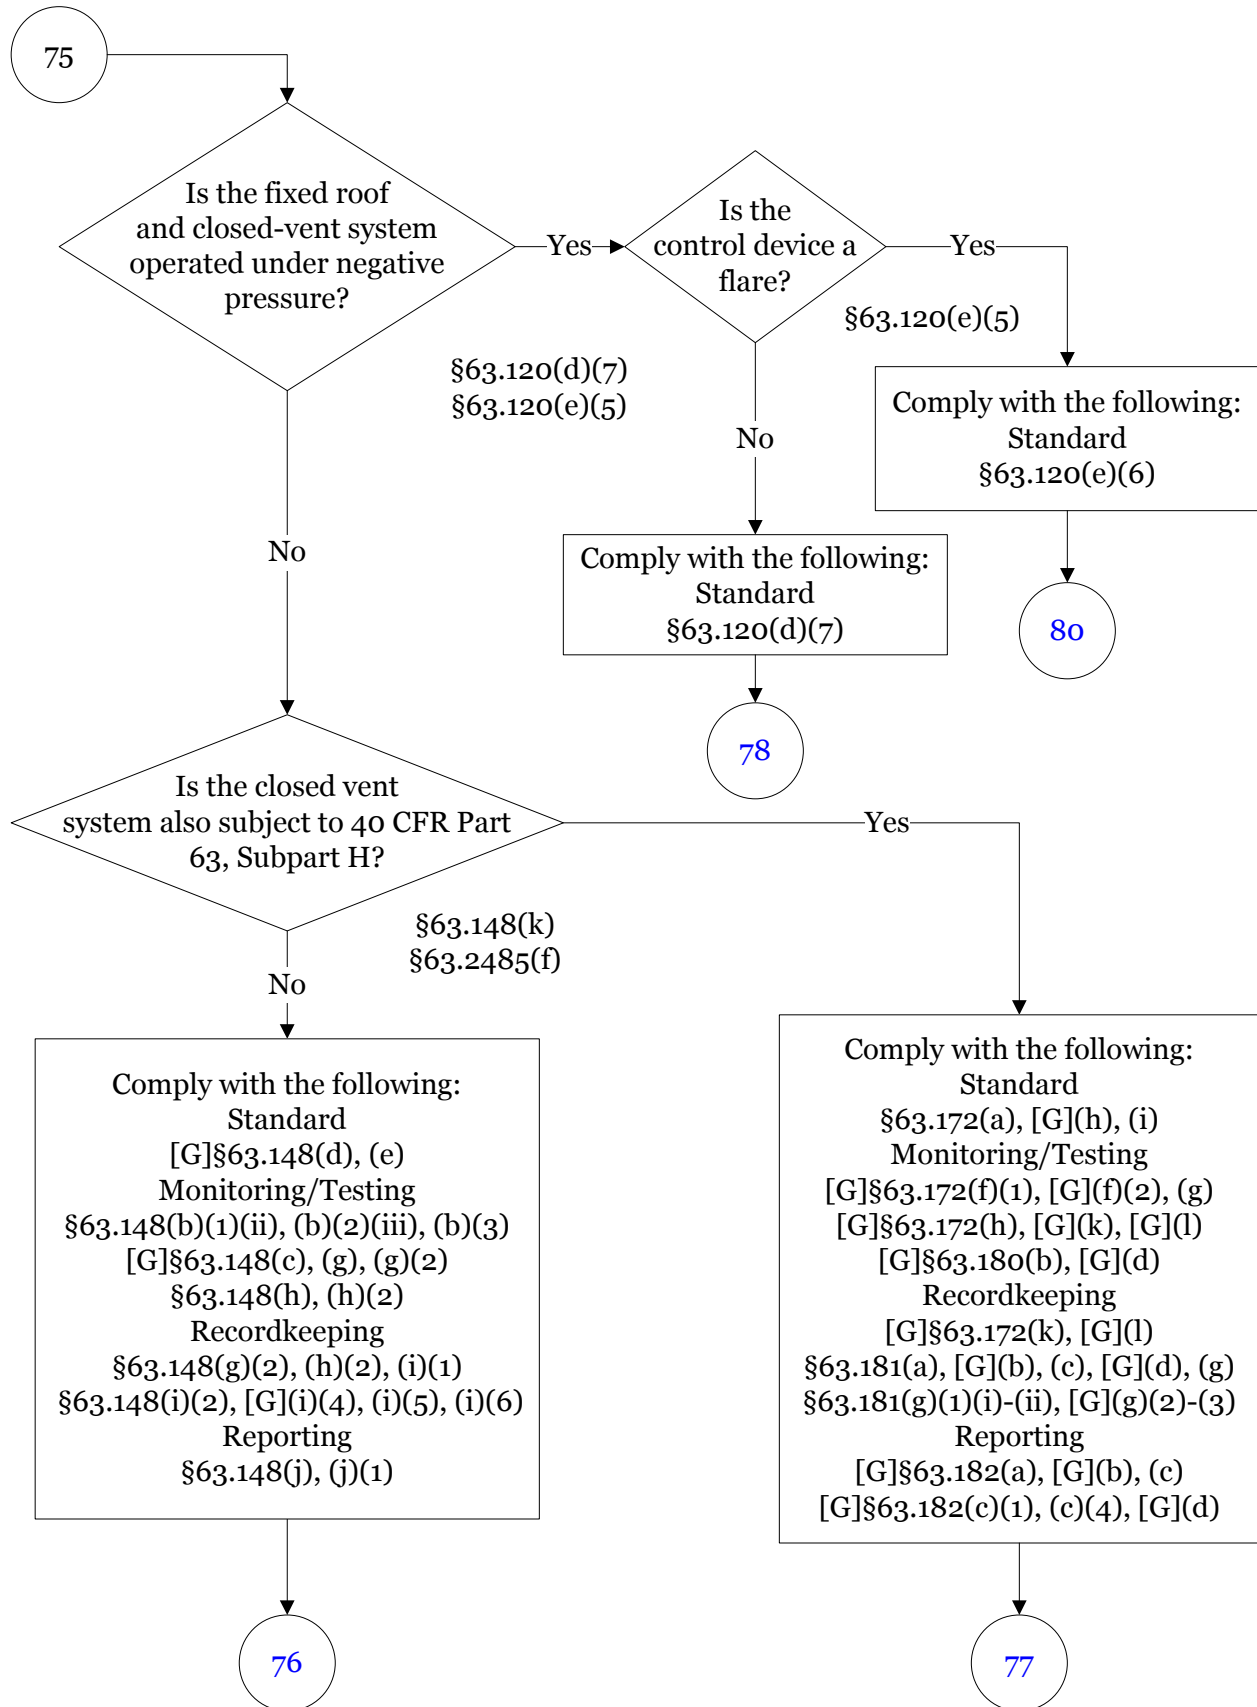 75
Is the fixed roof
and closed-vent system
operated under negative
pressure?
Yes
Is the
control device a
flare?
Yes
§63.120(e)(5)
§63.120(d)(7)
§63.120(e)(5)
No
Comply with the following:
Standard
§63.120(e)(6)
80
Comply with the following:
Standard
§63.120(d)(7)
78
No
Is the closed vent
system also subject to 40 CFR Part
63, Subpart H?
Yes
§63.148(k)
§63.2485(f)
No
Comply with the following:
Standard
[G]§63.148(d), (e)
Monitoring/Testing
§63.148(b)(1)(ii), (b)(2)(iii), (b)(3)
[G]§63.148(c), (g), (g)(2)
§63.148(h), (h)(2)
Recordkeeping
§63.148(g)(2), (h)(2), (i)(1)
§63.148(i)(2), [G](i)(4), (i)(5), (i)(6)
Reporting
§63.148(j), (j)(1)
76
Comply with the following:
Standard
§63.172(a), [G](h), (i)
Monitoring/Testing
[G]§63.172(f)(1), [G](f)(2), (g)
[G]§63.172(h), [G](k), [G](l)
[G]§63.180(b), [G](d)
Recordkeeping
[G]§63.172(k), [G](l)
§63.181(a), [G](b), (c), [G](d), (g)
§63.181(g)(1)(i)-(ii), [G](g)(2)-(3)
Reporting
[G]§63.182(a), [G](b), (c)
[G]§63.182(c)(1), (c)(4), [G](d)
77